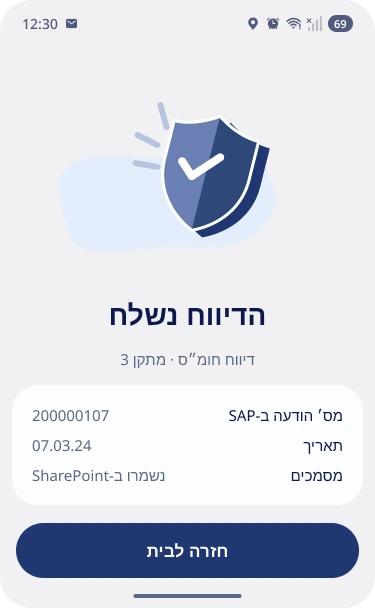 12:30
69
הדיווח נשלח
דיווח חומ״ס · מתקן 3
מס׳ הודעה ב-SAP 200000107
תאריך 07.03.24
מסמכים נשמרו ב-SharePoint
חזרה לבית